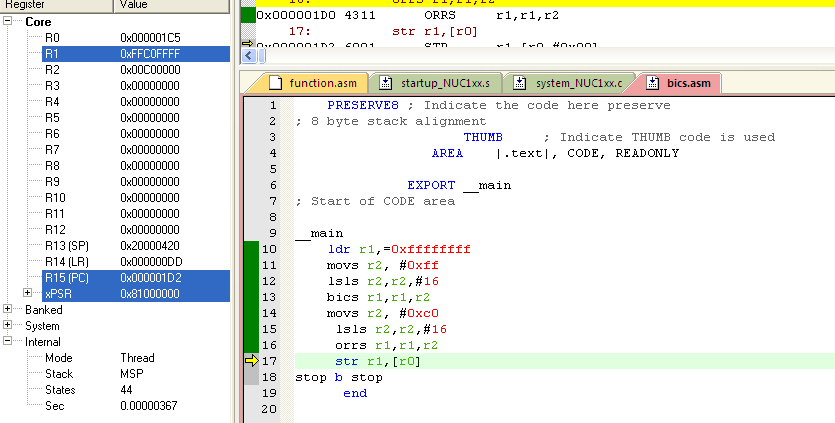 Register Value
Core
R0 0x000001C5
R1 0xFFC0FFFF
R2 0x00C00000
R3 0x00000000
R4 0x00000000
R5 0x00000000
R6 0x00000000
R7 0x00000000
R8 0x00000000
R9 0x00000000
R10 0x00000000
R11 0x00000000
R12 0x00000000
R13 (SP) 0x20000420
R14 (LR) 0x000000DD
R15 (PC) 0x000001D2
xPSR 0x81000000
Banked
System
Internal
Mode Thread
Stack MSP
States 44
Sec 0.00000367
16: orrs r1,r1,r2
0x000001D0 4311 ORRS r1,r1,r2
17: str r1,[r0]
0x000001D2 6001 STR r1,[r0,#0x00]
function.asm startup_NUC1xx.s system_NUC1xx.c bics.asm
1 PRESERVE8 ; Indicate the code here preserve
2 ; 8 byte stack alignment
3 THUMB ; Indicate THUMB code is used
4 AREA |.text|, CODE, READONLY
5
6 EXPORT __main
7 ; Start of CODE area
8
9 __main
10 ldr r1,=0xffffffff
11 movs r2, #0xff
12 lsls r2,r2,#16
13 bics r1,r1,r2
14 movs r2, #0xc0
15 lsls r2,r2,#16
16 orrs r1,r1,r2
17 str r1,[r0]
18 stop b stop
19 end
20